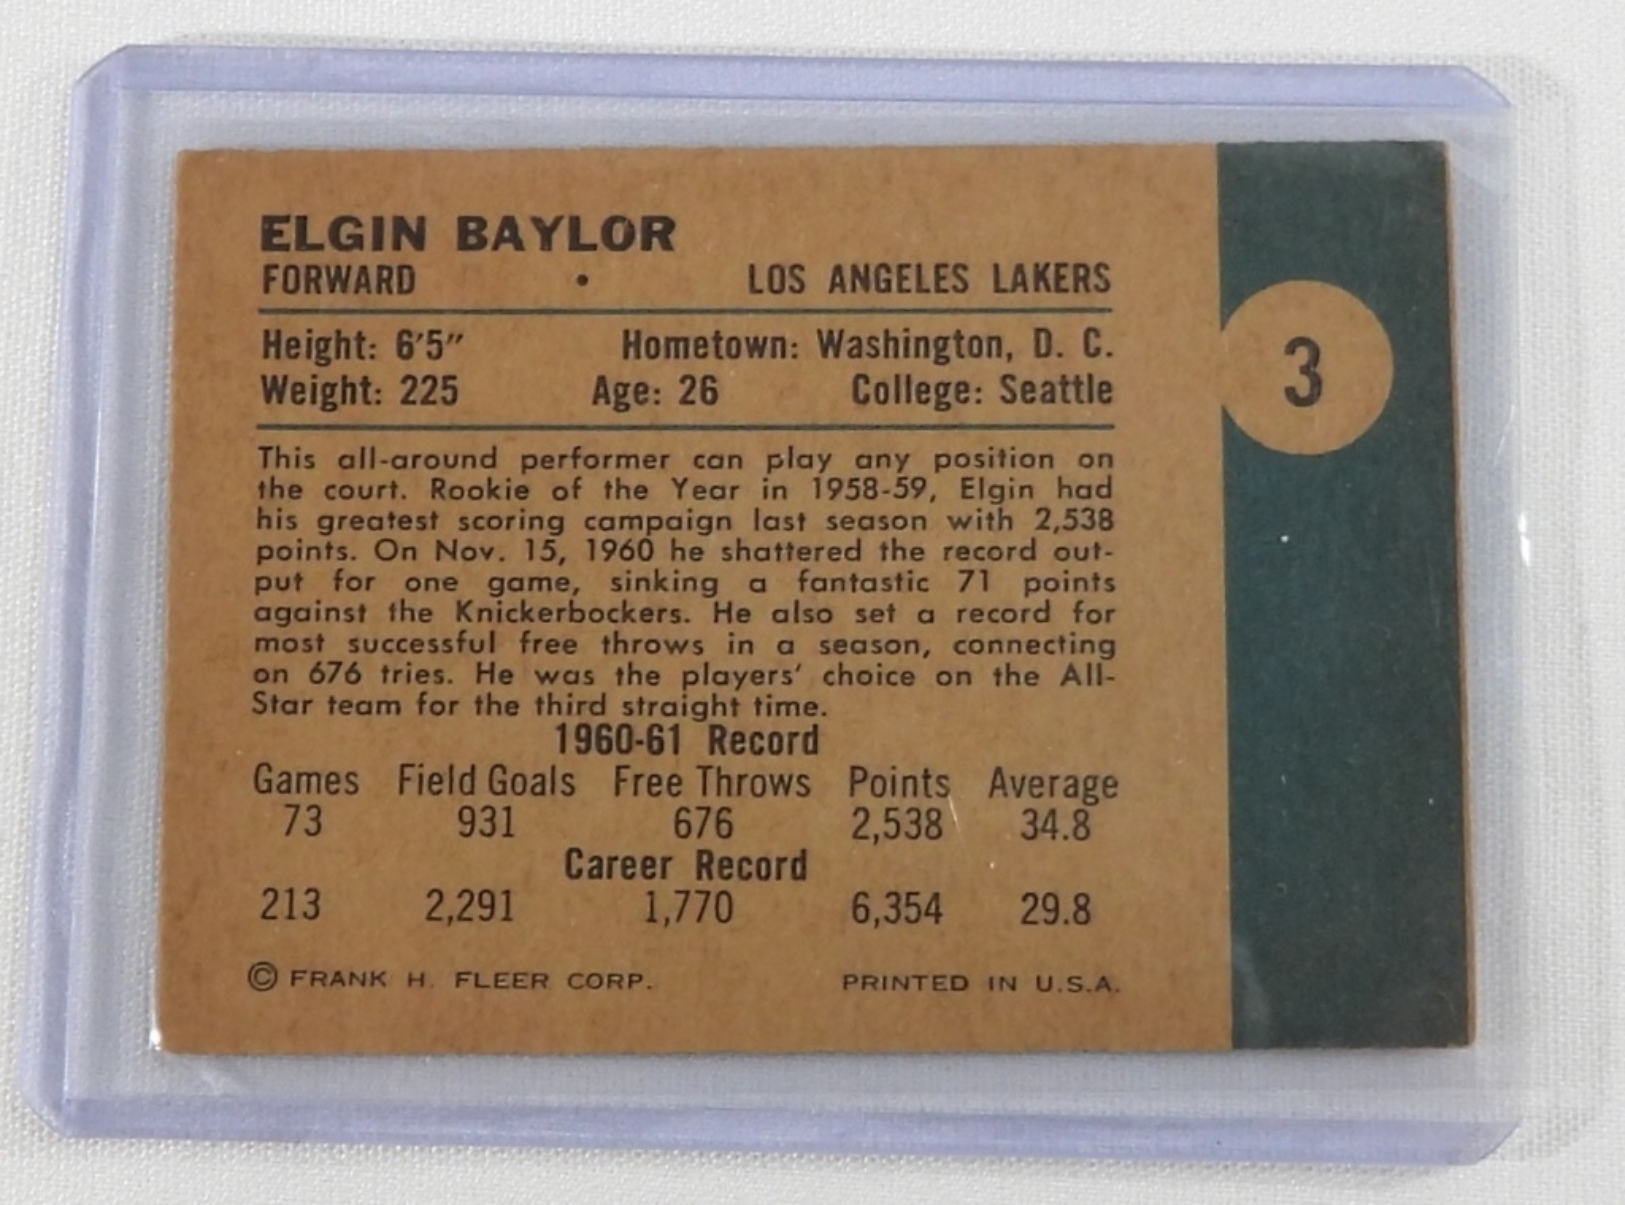 ELGIN BAYLOR
FORWARD • LOS ANGELES LAKERS
Height: 6'5" Hometown: Washington, D. C.
Weight: 225 Age: 26 College: Seattle
3
This all-around performer can play any position on
the court. Rookie of the Year in 1958-59, Elgin had
his greatest scoring campaign last season with 2,538
points. On Nov. 15, 1960 he shattered the record out-
put for one game, sinking a fantastic 71 points
against the Knickerbockers. He also set a record for
most successful free throws in a season, connecting
on 676 tries. He was the players' choice on the All-
Star team for the third straight time.
1960-61 Record
Games Field Goals Free Throws Points Average
73 931 676 2,538 34.8
Career Record
213 2,291 1,770 6,354 29.8
© FRANK H. FLEER CORP. PRINTED IN U.S.A.